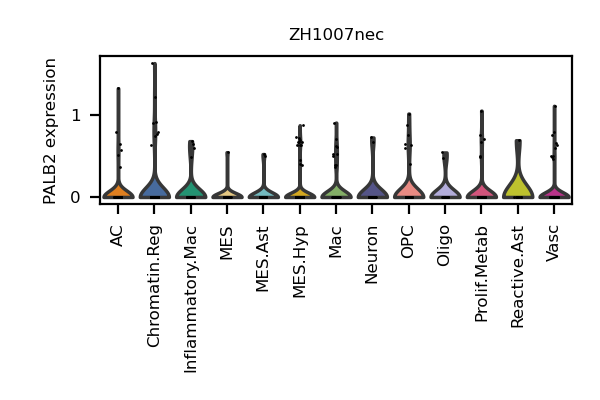 ZH1007nec
PALB2 expression
1
0
AC
Chromatin.Reg
Inflammatory.Mac
MES
MES.Ast
MES.Hyp
Mac
Neuron
OPC
Oligo
Prolif.Metab
Reactive.Ast
Vasc